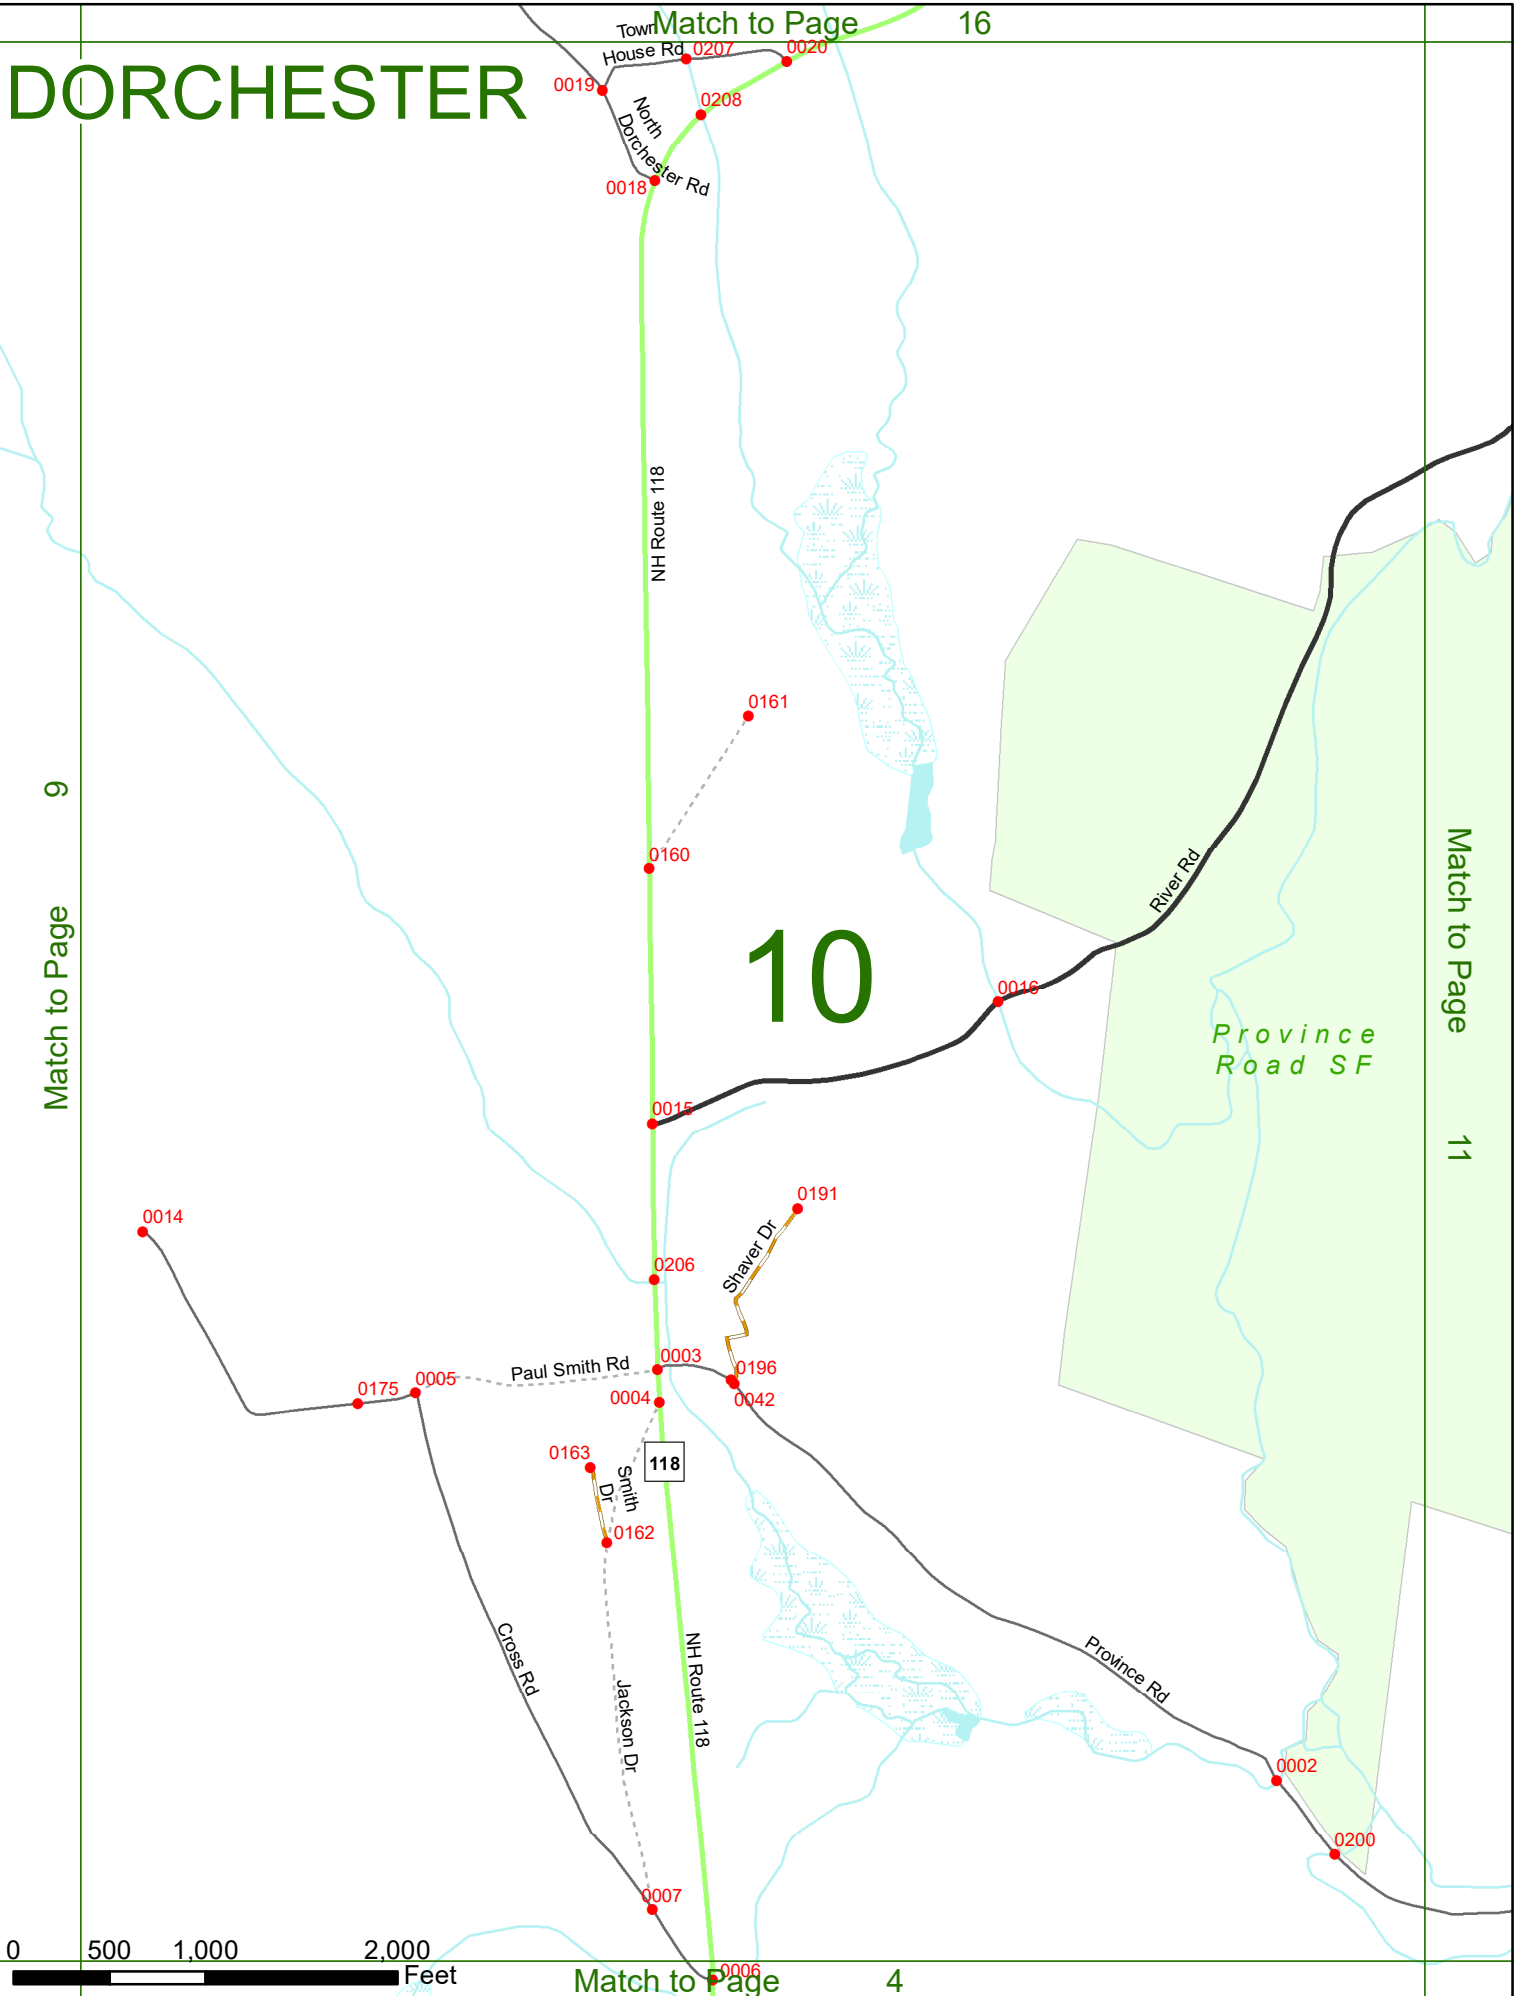 Match to Page 16
Town
House Rd
0207
0020
DORCHESTER
0019
0208
North
Dorchester Rd
0018
NH Route 118
0161
9
Match to Page
0160
10
River Rd
Match to Page
11
0016
Province
Road SF
0015
0191
0014
Shaver Dr
0206
Paul Smith Rd
0003
0196
0175
0005
0004
0042
0163
118
Smith
Dr
0162
Cross Rd
NH Route 118
Jackson Dr
Province Rd
0002
0200
0007
0 500 1,000 2,000
Feet
0006
Match to Page 4